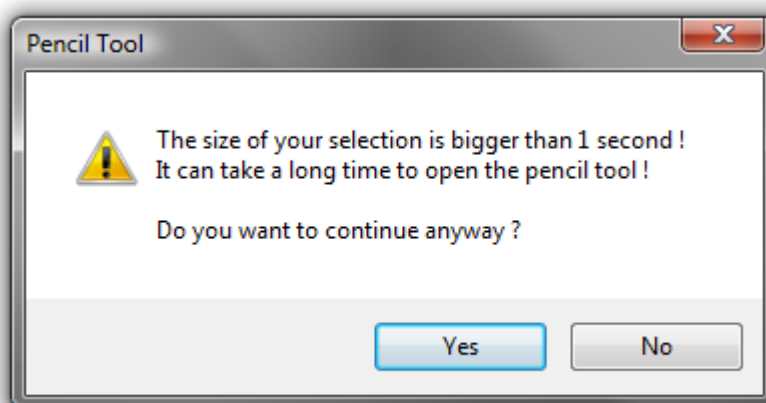 Pencil Tool
The size of your selection is bigger than 1 second !
It can take a long time to open the pencil tool !
Do you want to continue anyway ?
Yes
No